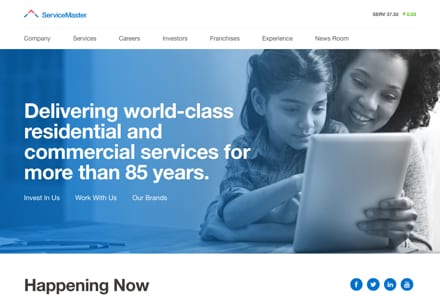 ServiceMaster
SERV 37.52 0.03
Company Services Careers Investors Franchises Experience News Room
Delivering world-class
residential and
commercial services for
more than 85 years.
Invest In Us Work With Us Our Brands
Happening Now